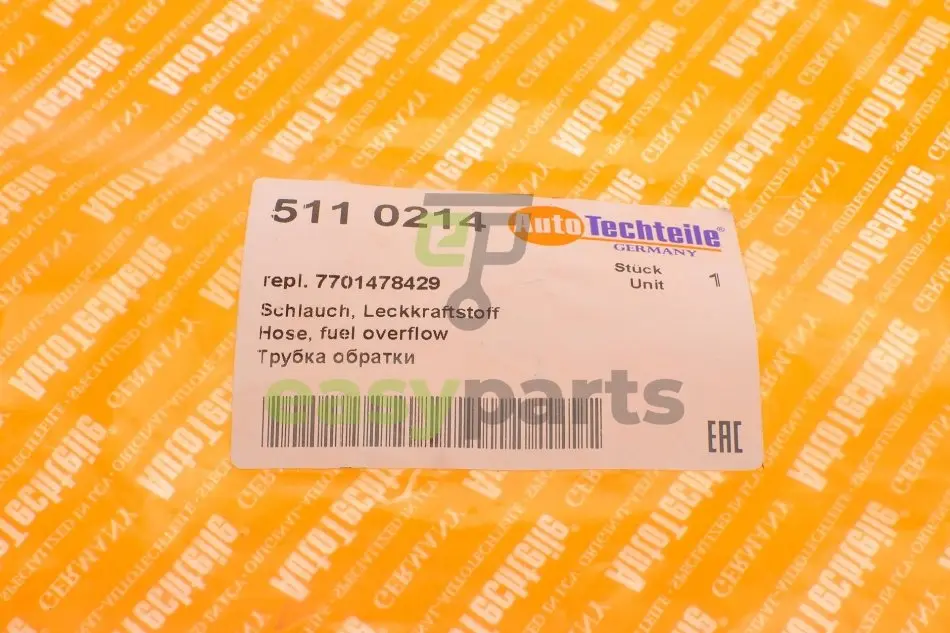 511 0214
AutoTechteile®
GERMANY
repl. 7701478429
Stück
Unit
1
Schlauch, Leckkraftstoff
Hose, fuel overflow
Трубка обратки
easyparts
EAC